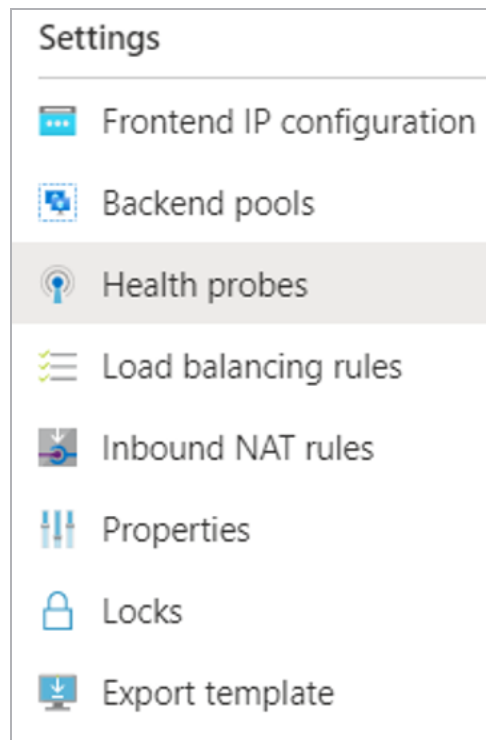 Settings
Frontend IP configuration
Backend pools
Health probes
Load balancing rules
Inbound NAT rules
Properties
Locks
Export template